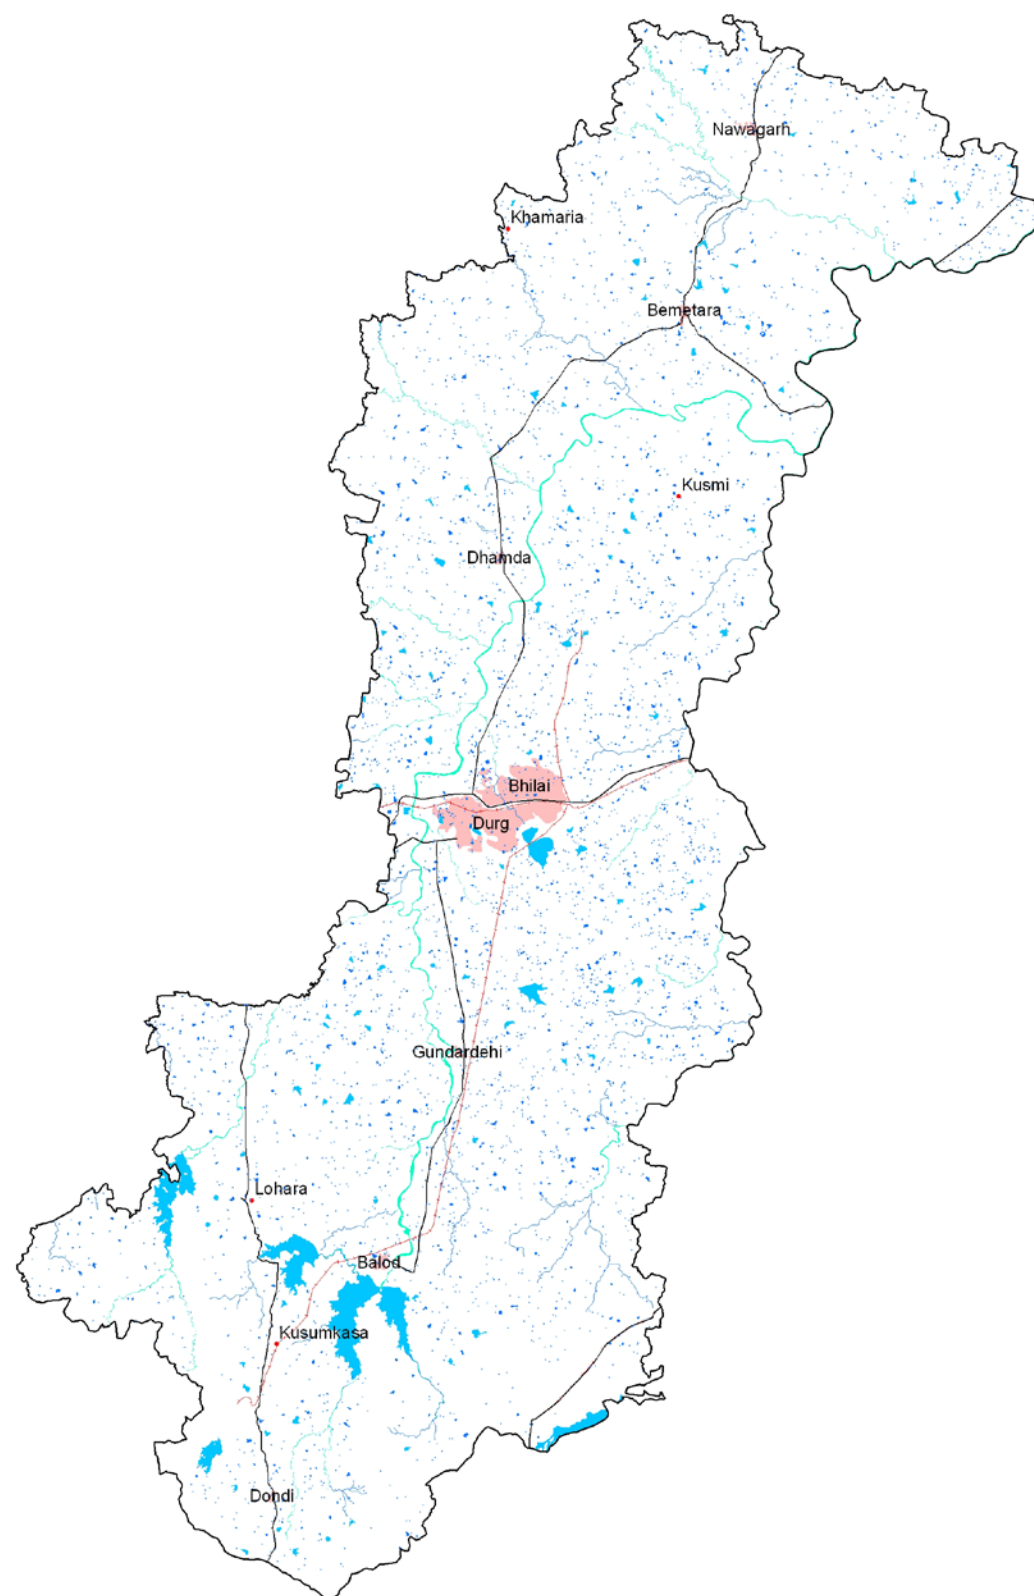 Nawagarh
Khamaria
Bemetara
Kusmi
Dhamda
Bhilai
Durg
Gundardehi
Lohara
Balod
Kusumkasa
Dondi